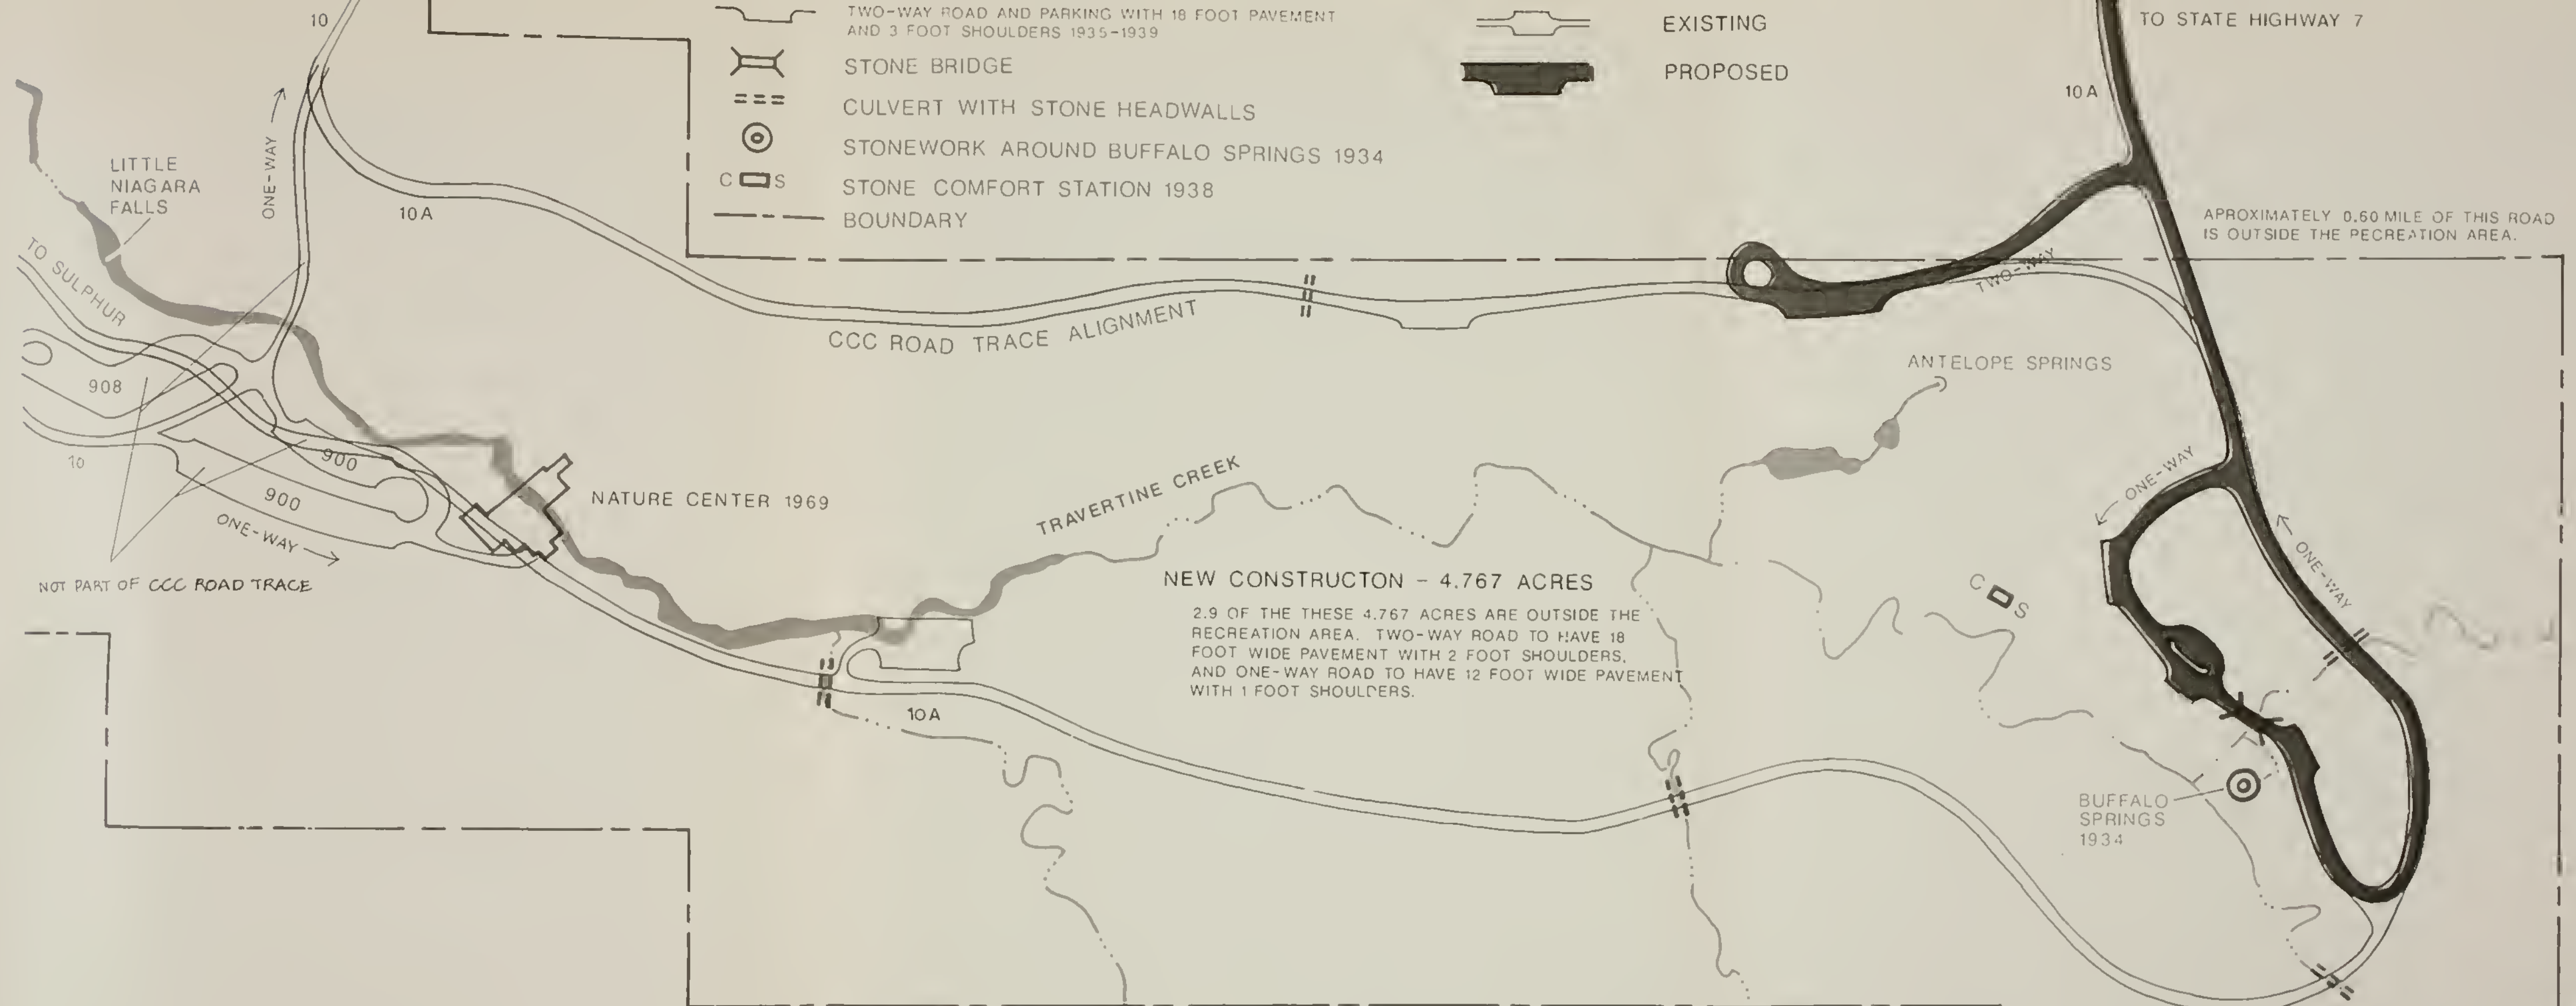 10
TWO-WAY ROAD AND PARKING WITH 18 FOOT PAVEMENT
AND 3 FOOT SHOULDERS 1935-1939
STONE BRIDGE
CULVERT WITH STONE HEADWALLS
STONEWORK AROUND BUFFALO SPRINGS 1934
C S
STONE COMFORT STATION 1938
BOUNDARY
EXISTING
PROPOSED
TO STATE HIGHWAY 7
10A
APROXIMATELY 0.60 MILE OF THIS ROAD
IS OUTSIDE THE RECREATION AREA.
ONE-WAY
LITTLE
NIAGARA
FALLS
10A
TO SULPHUR
TWO-WAY
CCC ROAD TRACE ALIGNMENT
ANTELOPE SPRINGS
908
10
900
900
ONE-WAY
NATURE CENTER 1969
TRAVERTINE CREEK
ONE-WAY
ONE-WAY
NOT PART OF CCC ROAD TRACE
NEW CONSTRUCTON - 4.767 ACRES
2.9 OF THE THESE 4.767 ACRES ARE OUTSIDE THE
RECREATION AREA. TWO-WAY ROAD TO HAVE 18
FOOT WIDE PAVEMENT WITH 2 FOOT SHOULDERS,
AND ONE-WAY ROAD TO HAVE 12 FOOT WIDE PAVEMENT
WITH 1 FOOT SHOULDERS.
C S
10A
BUFFALO
SPRINGS
1934